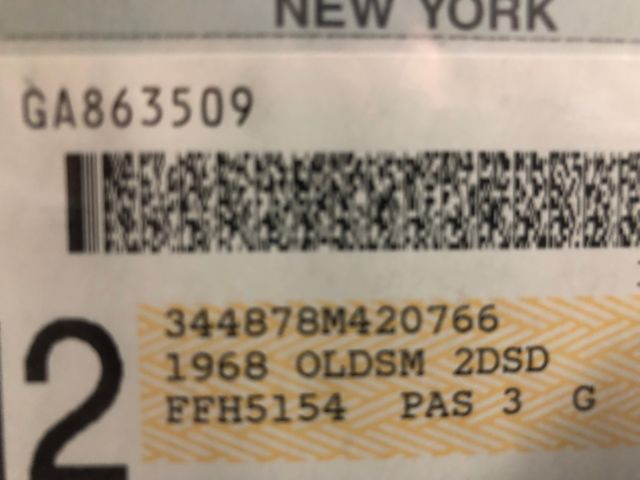 NEW YORK
GA863509
344878M420766
1968 OLDSM 2DSD
FFH5154 PAS 3 G
2